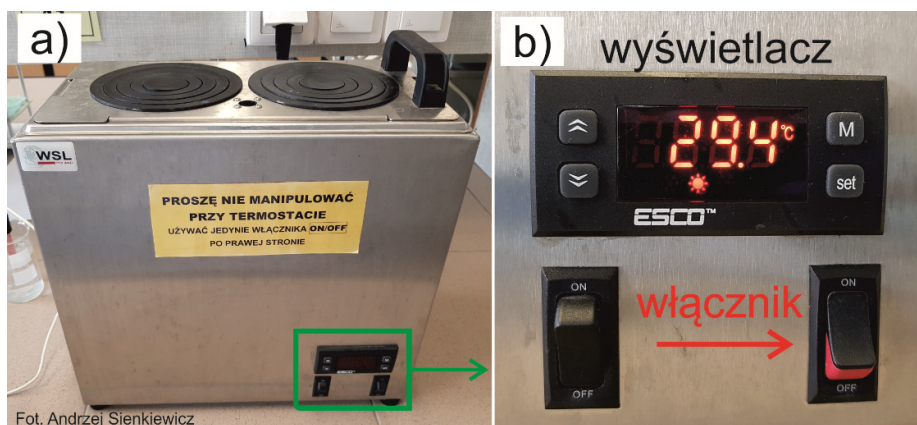 a)
WSL
PROSZĘ NIE MANIPULOWAĆ
PRZY TERMOSTACIE
UŻYWAĆ JEDYNIE WŁĄCZNIKA ON/OFF
PO PRAWEJ STRONIE
ESCO
Fot. Andrzej Sienkiewicz
b)
wyświetlacz
29.4 °C
M
set
ESCO™
ON
OFF
włącznik
ON
OFF